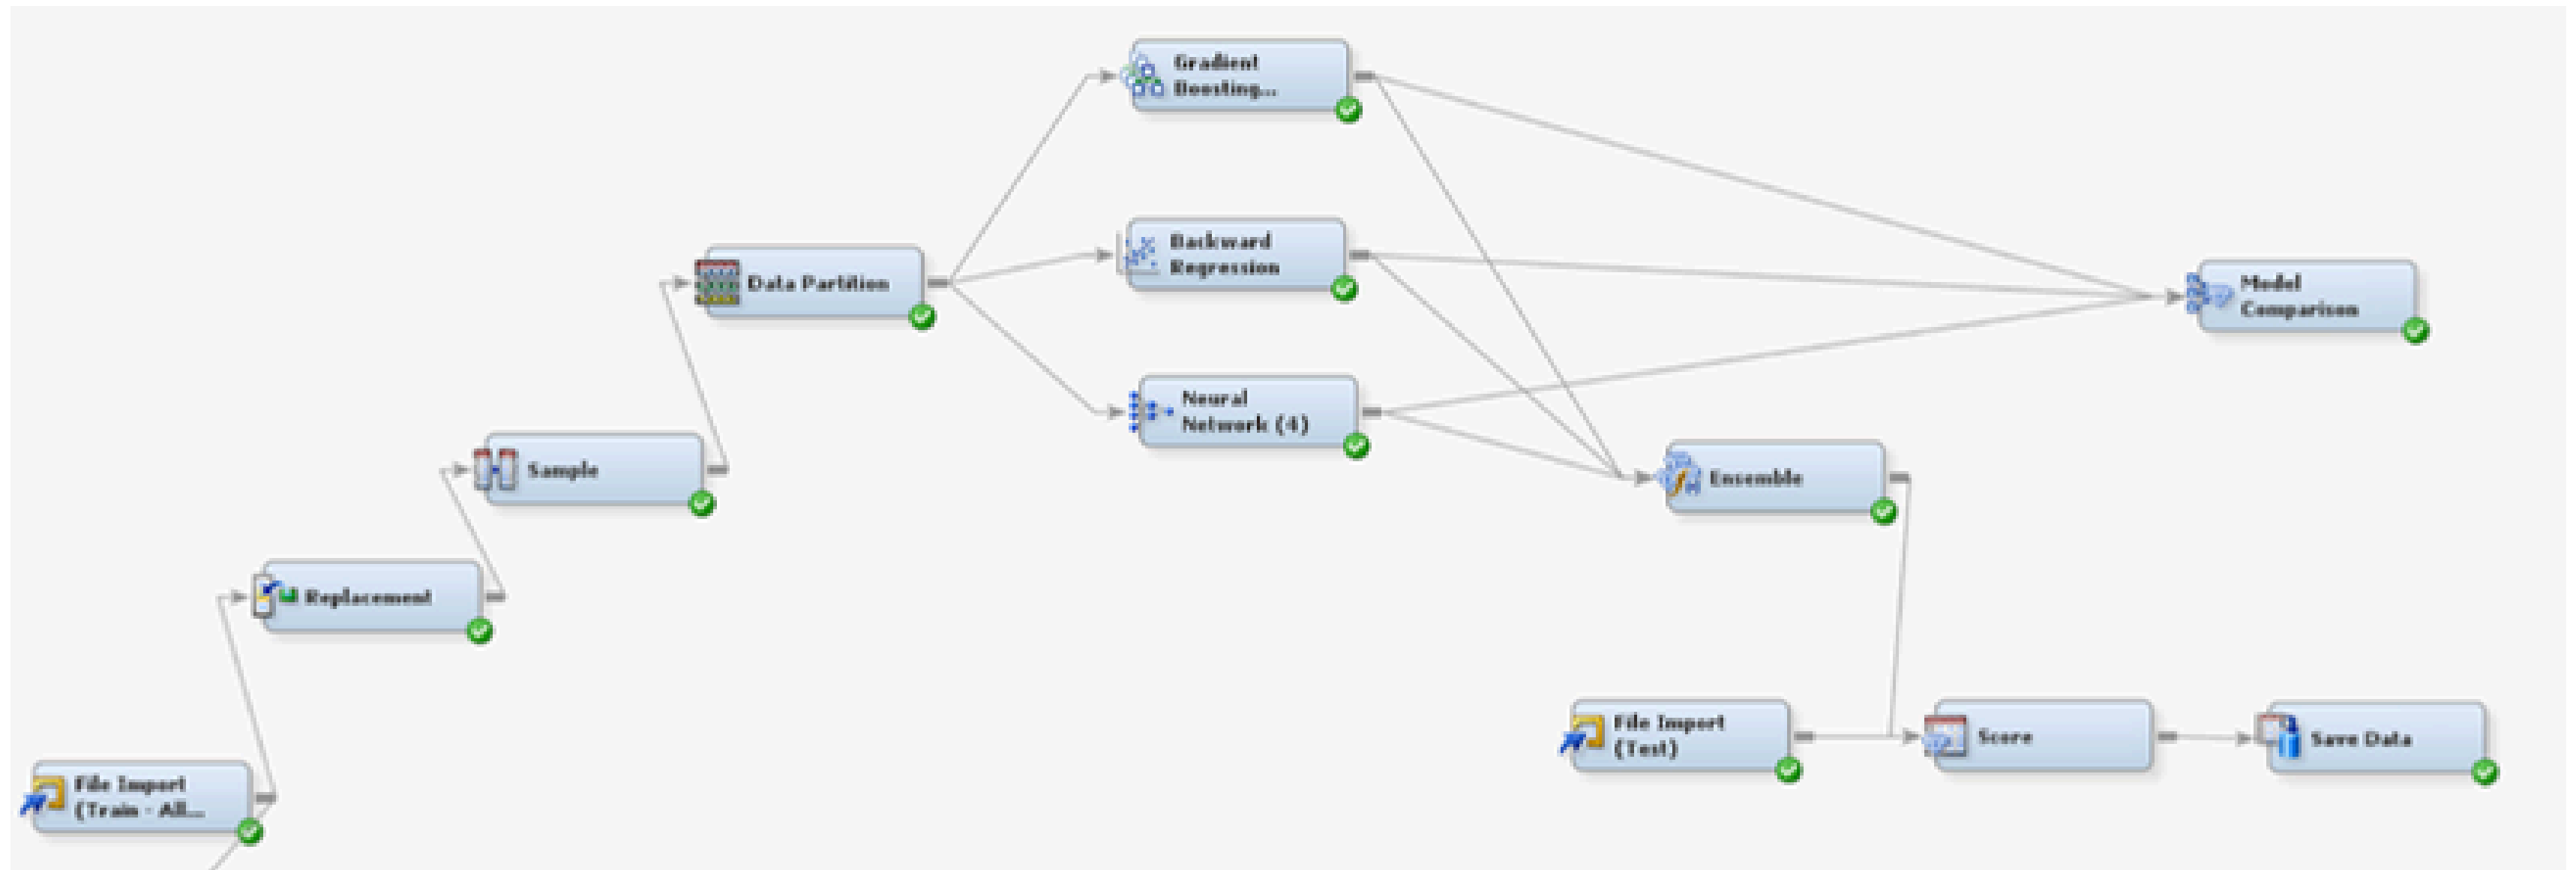 Gradient
Boosting...
Backward
Regression
Data Partition
Model
Comparison
Neural
Network (4)
Sample
Ensemble
Replacement
File Import
(Test)
Score
Save Data
File Import
(Train - All...